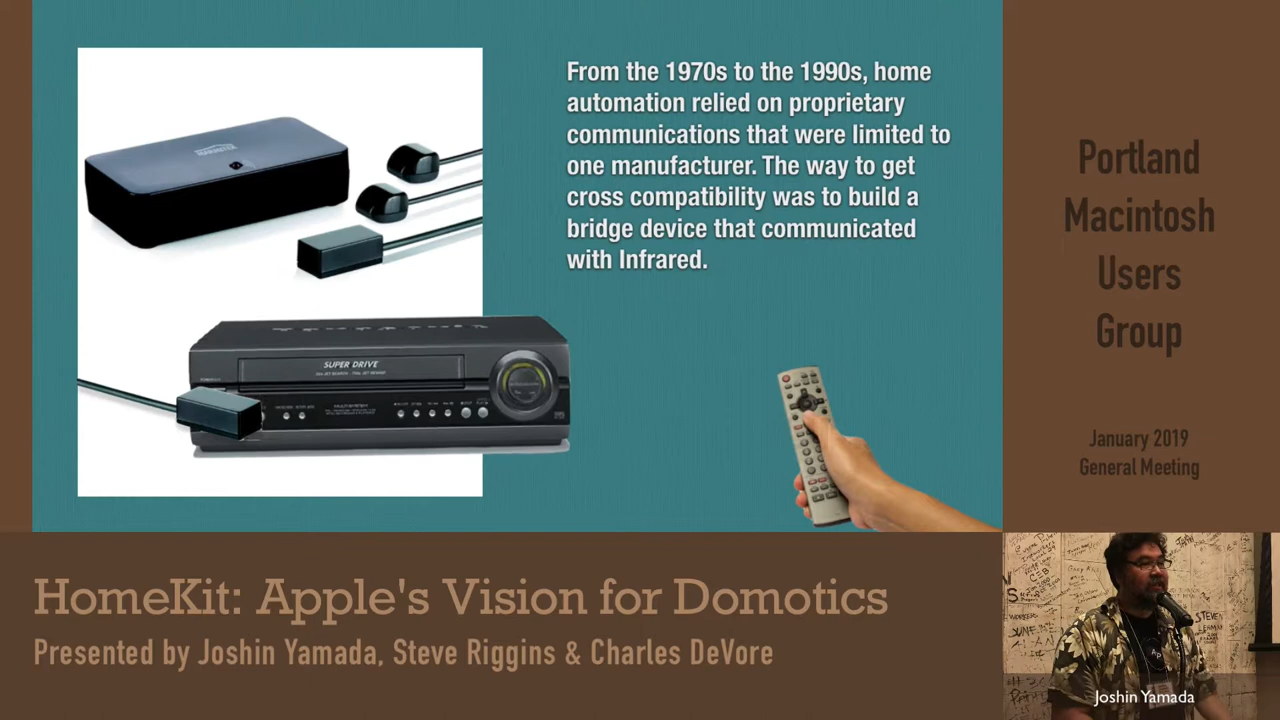 From the 1970s to the 1990s, home
automation relied on proprietary
communications that were limited to
one manufacturer. The way to get
cross compatibility was to build a
bridge device that communicated
with Infrared.
MARMITEK
SUPER DRIVE
Portland
Macintosh
Users
Group
January 2019
General Meeting
HomeKit: Apple's Vision for Domotics
Presented by Joshin Yamada, Steve Riggins & Charles DeVore
STEVE
Joshin Yamada